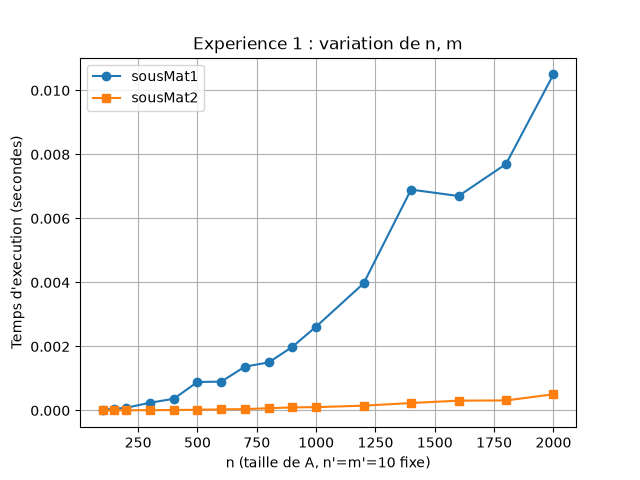 Experience 1 : variation de n, m
sousMat1
sousMat2
Temps d'execution (secondes)
0.010
0.008
0.006
0.004
0.002
0.000
250 500 750 1000 1250 1500 1750 2000
n (taille de A, n'=m'=10 fixe)